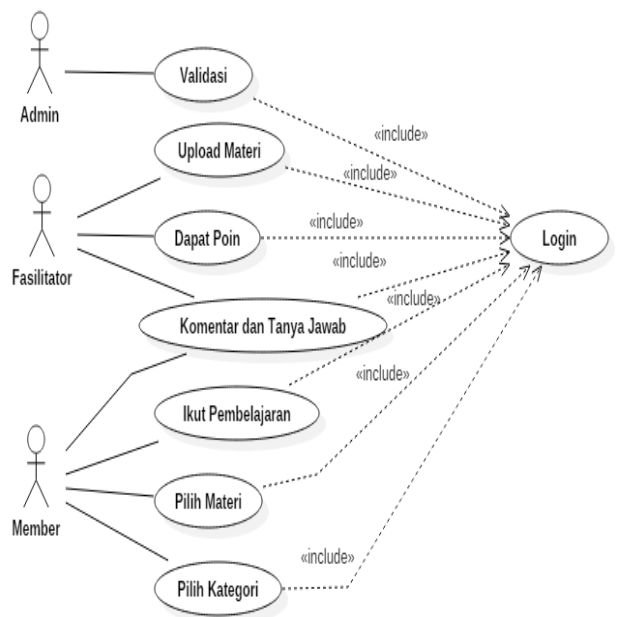 Admin
Validasi
«include»
Upload Materi
«include»
Fasilitator
Dapat Poin
«include»
Login
«include»
Komentar dan Tanya Jawab
«include»
Ikut Pembelajaran
«include»
Member
Pilih Materi
«include»
Pilih Kategori